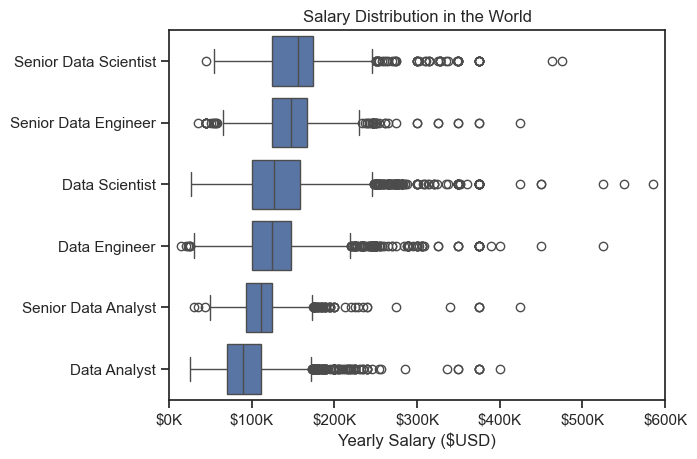 Salary Distribution in the World
Senior Data Scientist
Senior Data Engineer
Data Scientist
Data Engineer
Senior Data Analyst
Data Analyst
$0K $100K $200K $300K $400K $500K $600K
Yearly Salary ($USD)